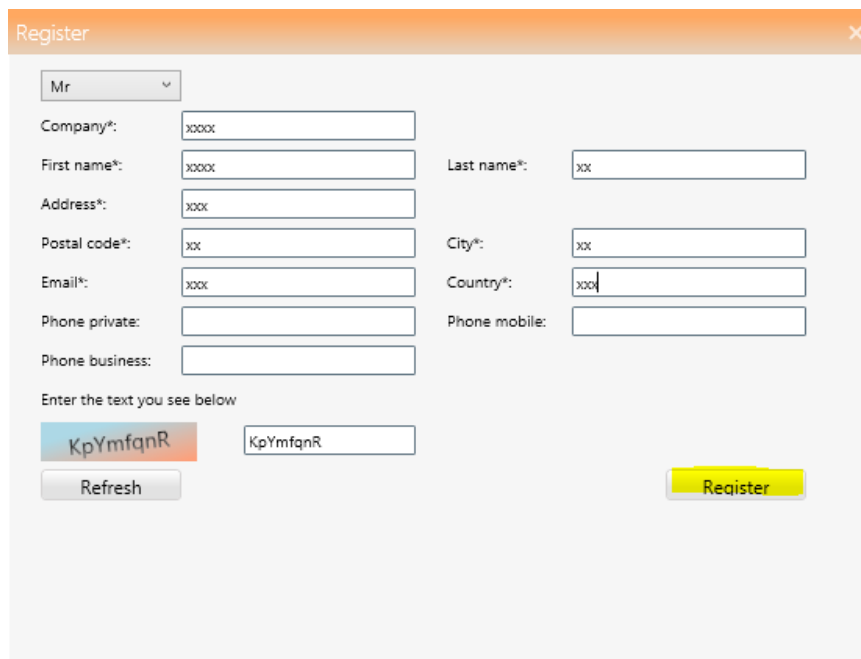 Register
Mr
Company*: xxxx
First name*: xxxx Last name*: xx
Address*: xxx
Postal code*: xx City*: xx
Email*: xxx Country*: xxx
Phone private: Phone mobile:
Phone business:
Enter the text you see below
KpYmfqnR KpYmfqnR
Refresh Register